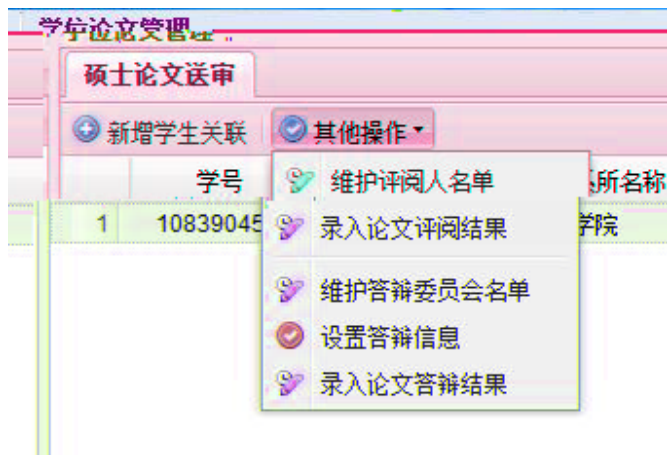 学位论文管理
硕士论文送审
新增学生关联 其他操作
学号 系所名称
维护评阅人名单
1 10839045 学院
录入论文评阅结果
维护答辩委员会名单
设置答辩信息
录入论文答辩结果